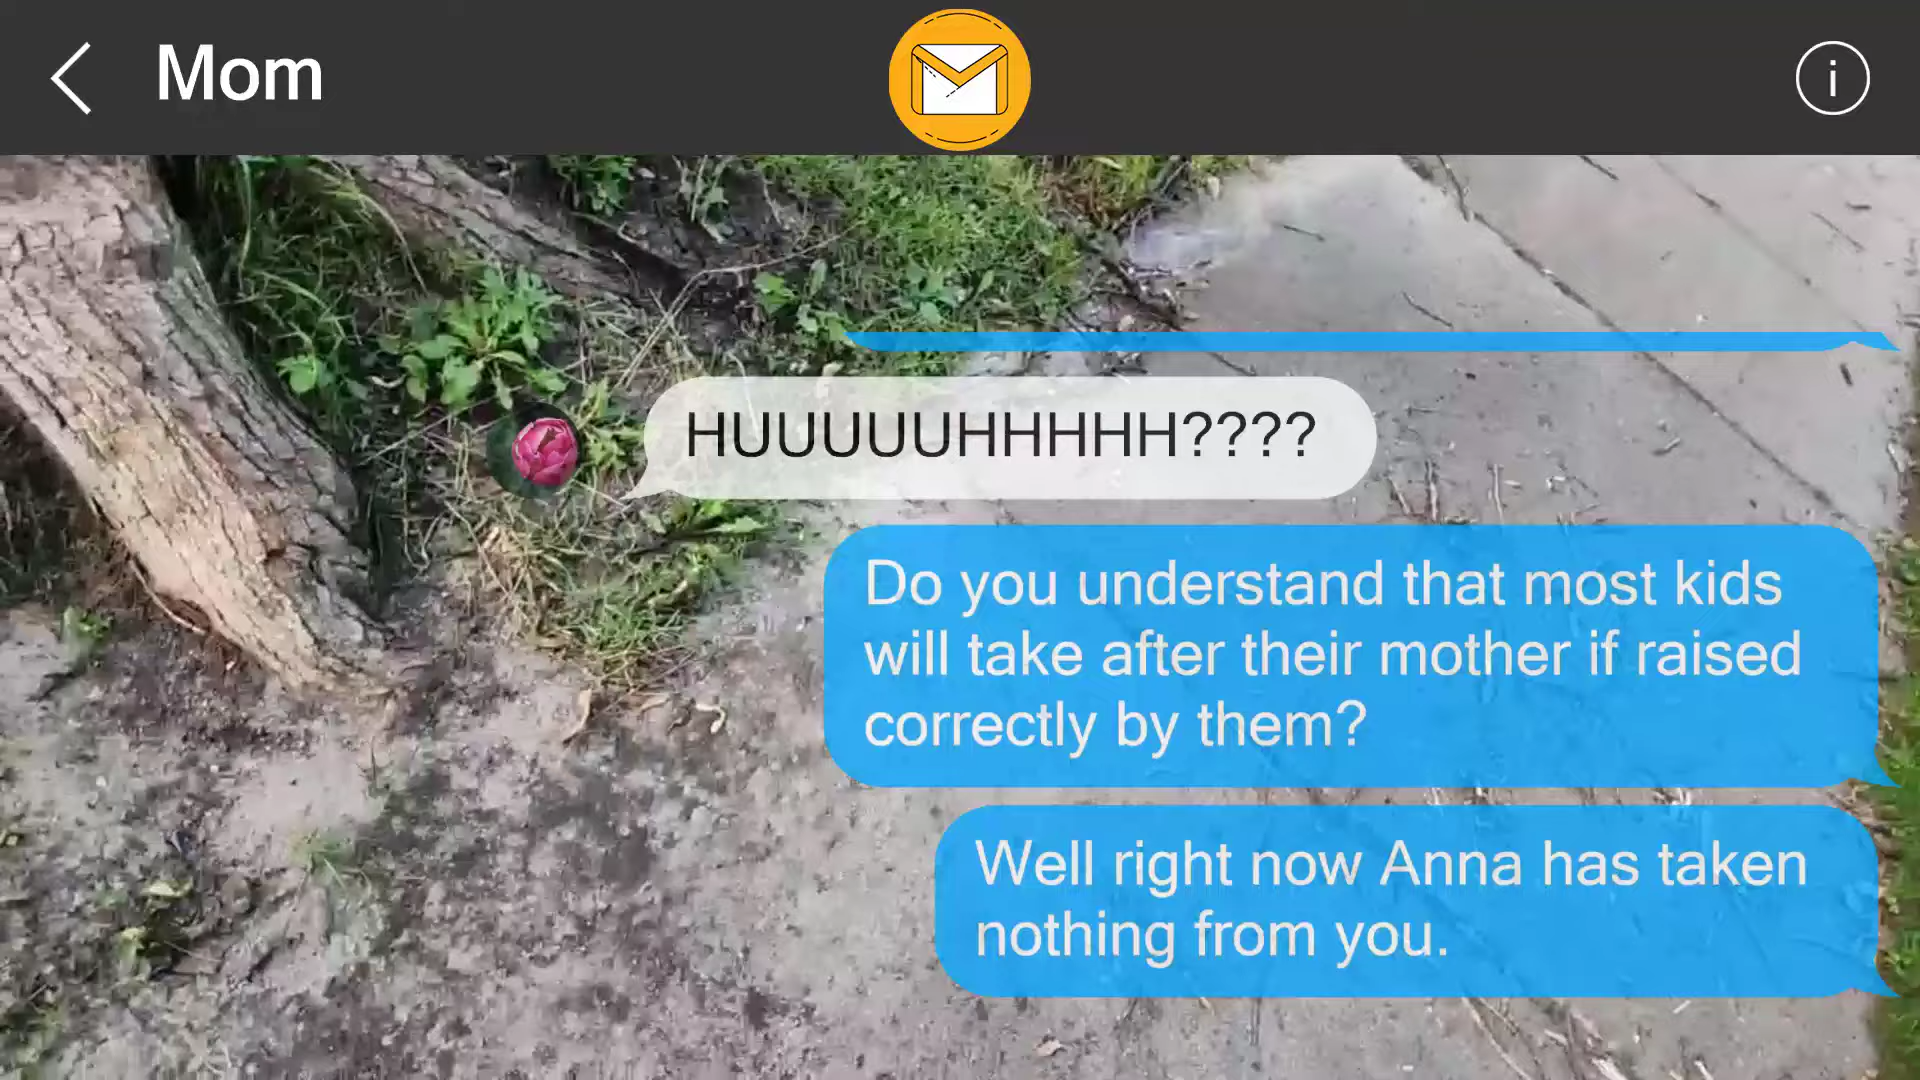 Mom
HUUUUUHHHHH????
Do you understand that most kids
will take after their mother if raised
correctly by them?
Well right now Anna has taken
nothing from you.